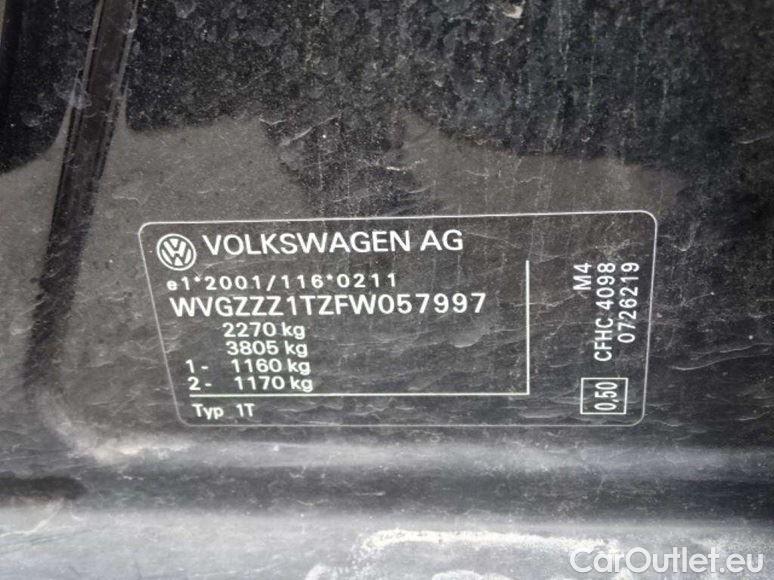 VOLKSWAGEN AG
e1*2001/116*0211
WVGZZZ1TZFW057997
2270 kg
3805 kg
1- 1160 kg
2- 1170 kg
Typ 1T
M4
CFHC 4098
0726219
0,50
CarOutlet.eu